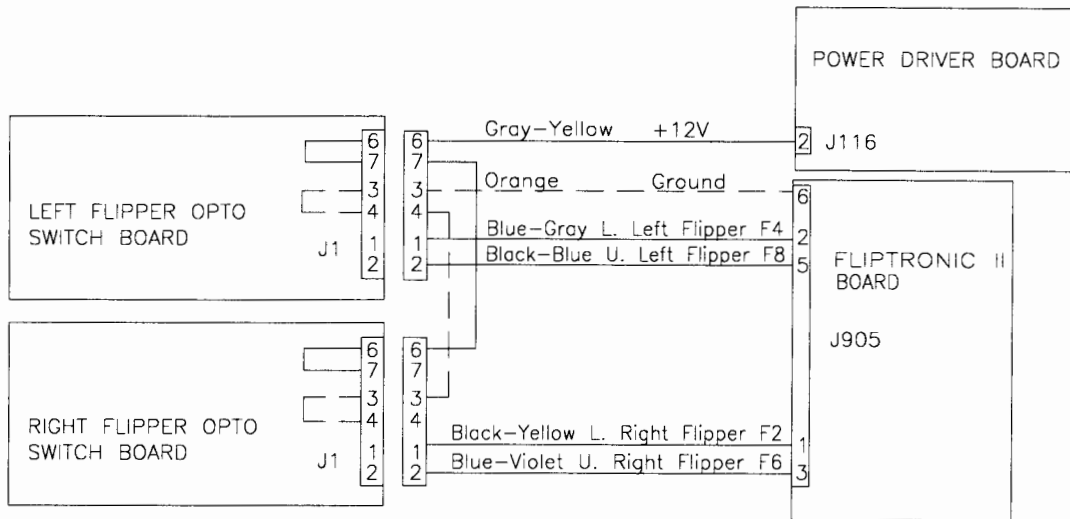 POWER DRIVER BOARD
2 J116
Gray-Yellow +12V
6 6
7 7
3 3
4 4
1 1
2 2
LEFT FLIPPER OPTO
SWITCH BOARD
J1
Orange Ground
Blue-Gray L. Left Flipper F4
Black-Blue U. Left Flipper F8
6
2
5
FLIPTRONIC II
BOARD
J905
6 6
7 7
3 3
4 4
1 1
2 2
RIGHT FLIPPER OPTO
SWITCH BOARD
J1
Black-Yellow L. Right Flipper F2
Blue-Violet U. Right Flipper F6
1
3